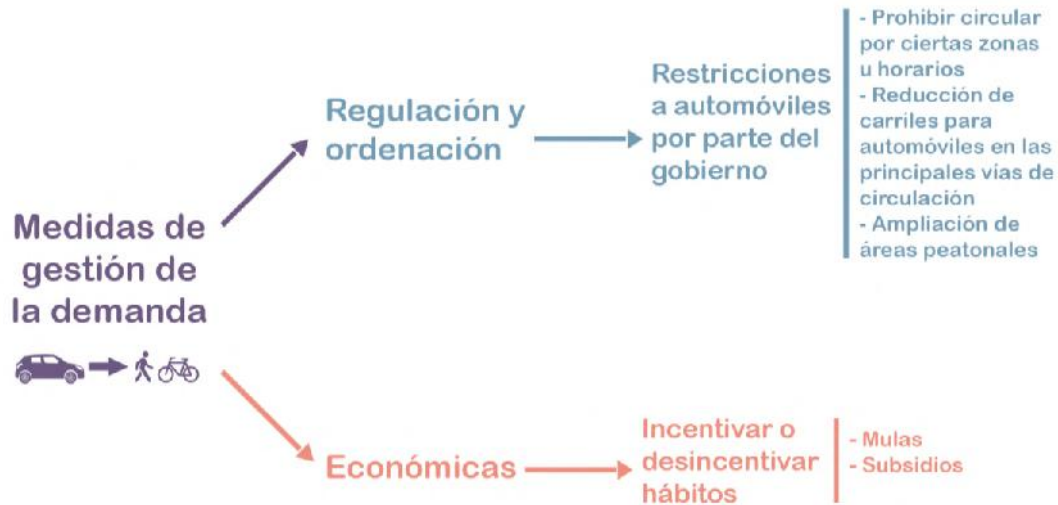 Medidas de
gestión de
la demanda
Regulación y
ordenación
Restricciones
a automóviles
por parte del
gobierno
- Prohibir circular
por ciertas zonas
u horarios
- Reducción de
carriles para
automóviles en las
principales vías de
circulación
- Ampliación de
áreas peatonales
Económicas
Incentivar o
desincentivar
hábitos
- Mulas
- Subsidios